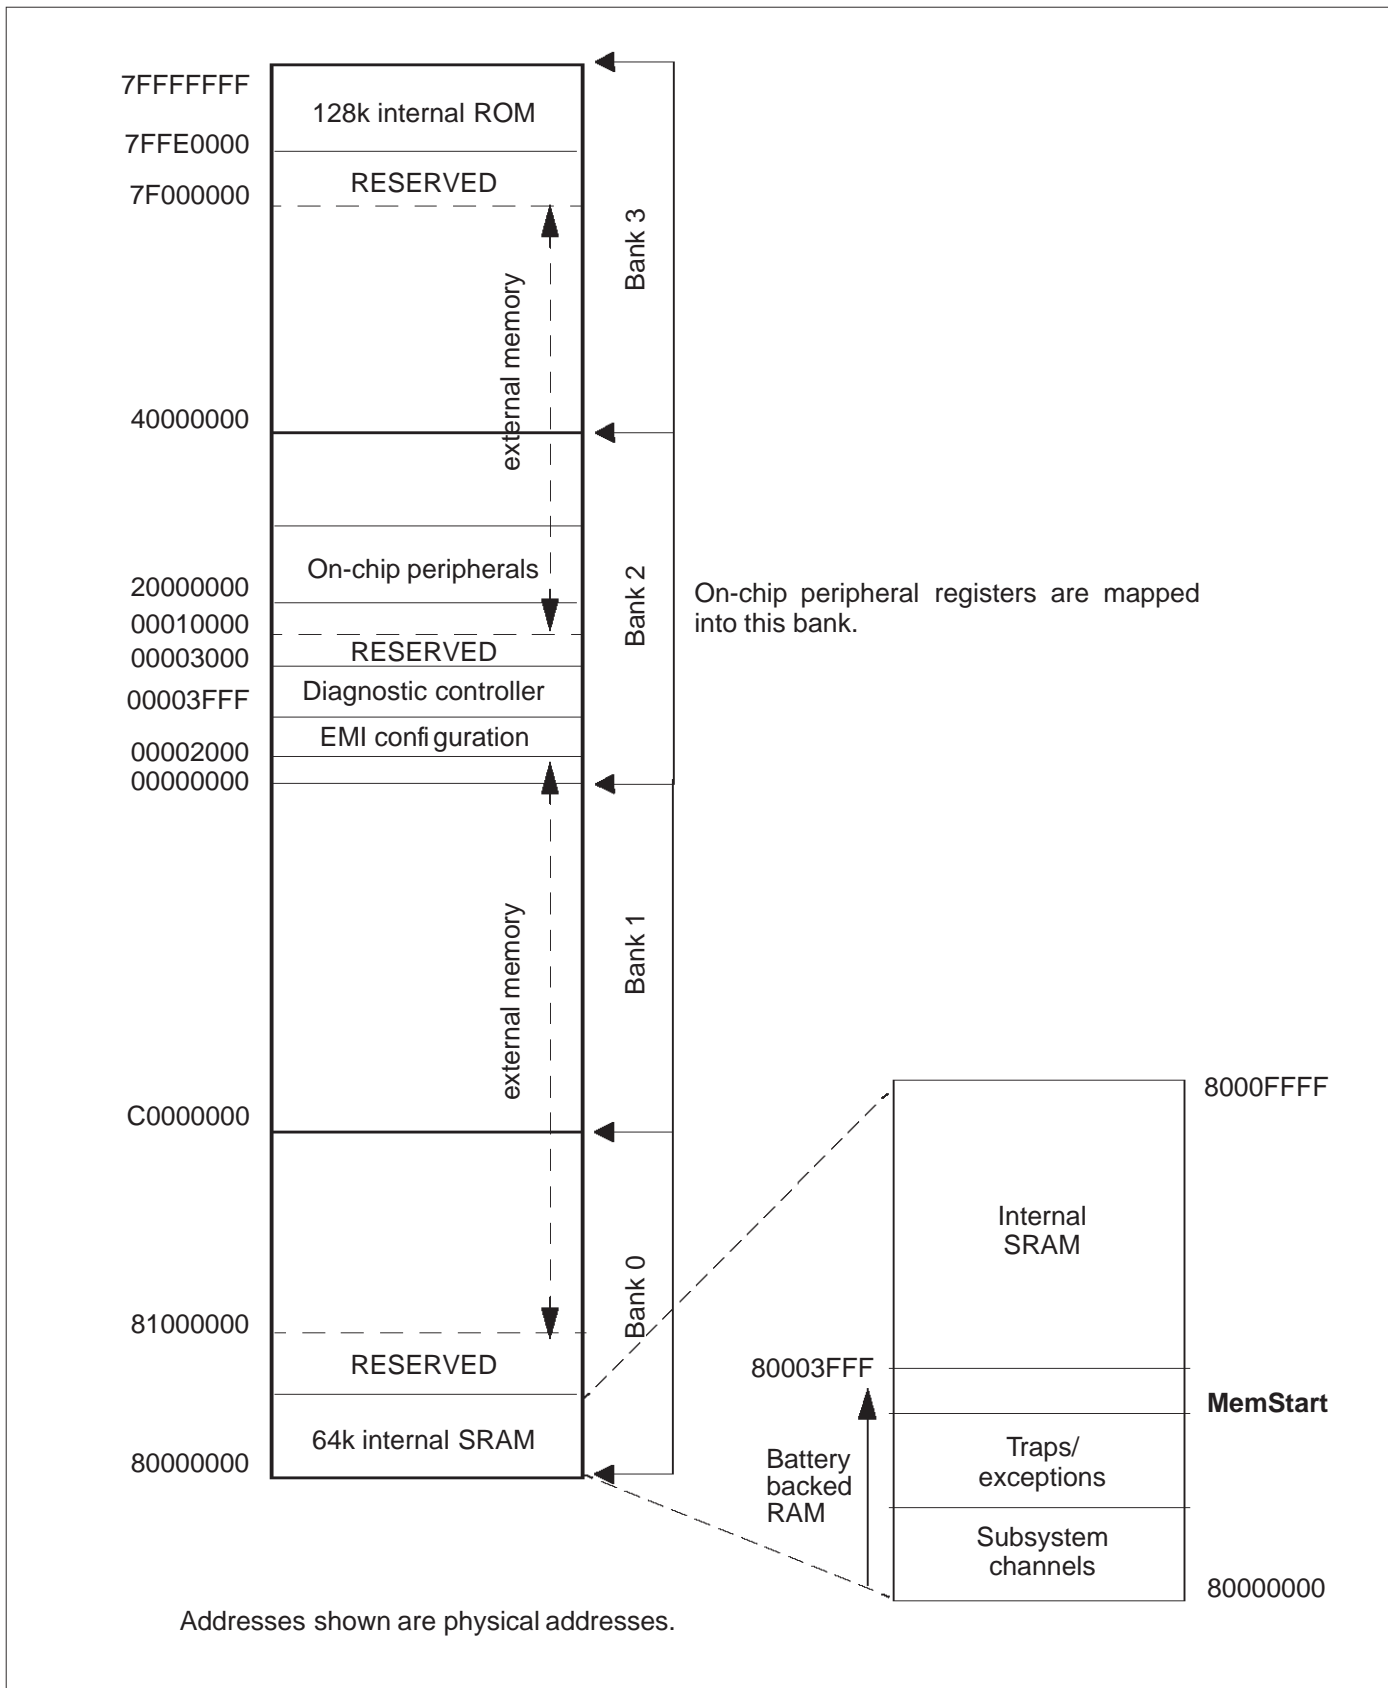 7FFFFFFF
128k internal ROM
7FFE0000
RESERVED
7F000000
Bank 3
external memory
40000000
On-chip peripherals
20000000
Bank 2
On-chip peripheral registers are mapped
into this bank.
00010000
RESERVED
00003000
Diagnostic controller
00003FFF
EMI configuration
00002000
00000000
external memory
Bank 1
C0000000
Bank 0
81000000
RESERVED
64k internal SRAM
80000000
8000FFFF
Internal
SRAM
80003FFF
MemStart
Battery
backed
RAM
Traps/
exceptions
Subsystem
channels
80000000
Addresses shown are physical addresses.